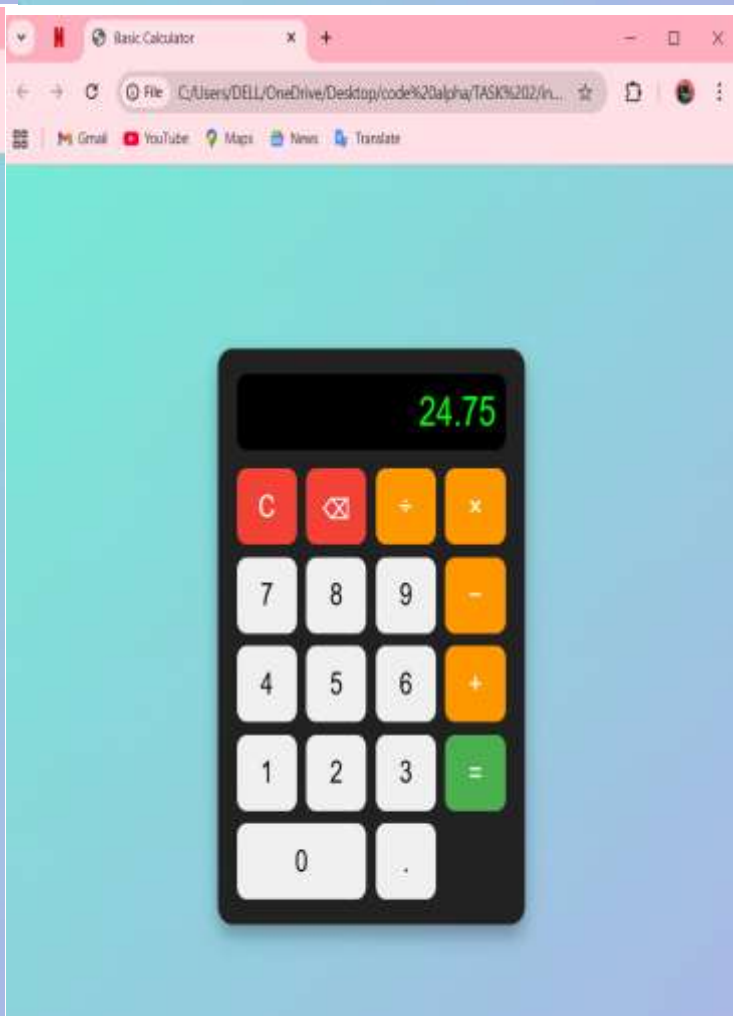 Basic Calculator
File C:/Users/DELL/OneDrive/Desktop/code%20alpha/TASK%202/in...
Gmail YouTube Maps News Translate
24.75
C ⌫ ÷ ×
7 8 9 −
4 5 6 +
1 2 3 =
0 .